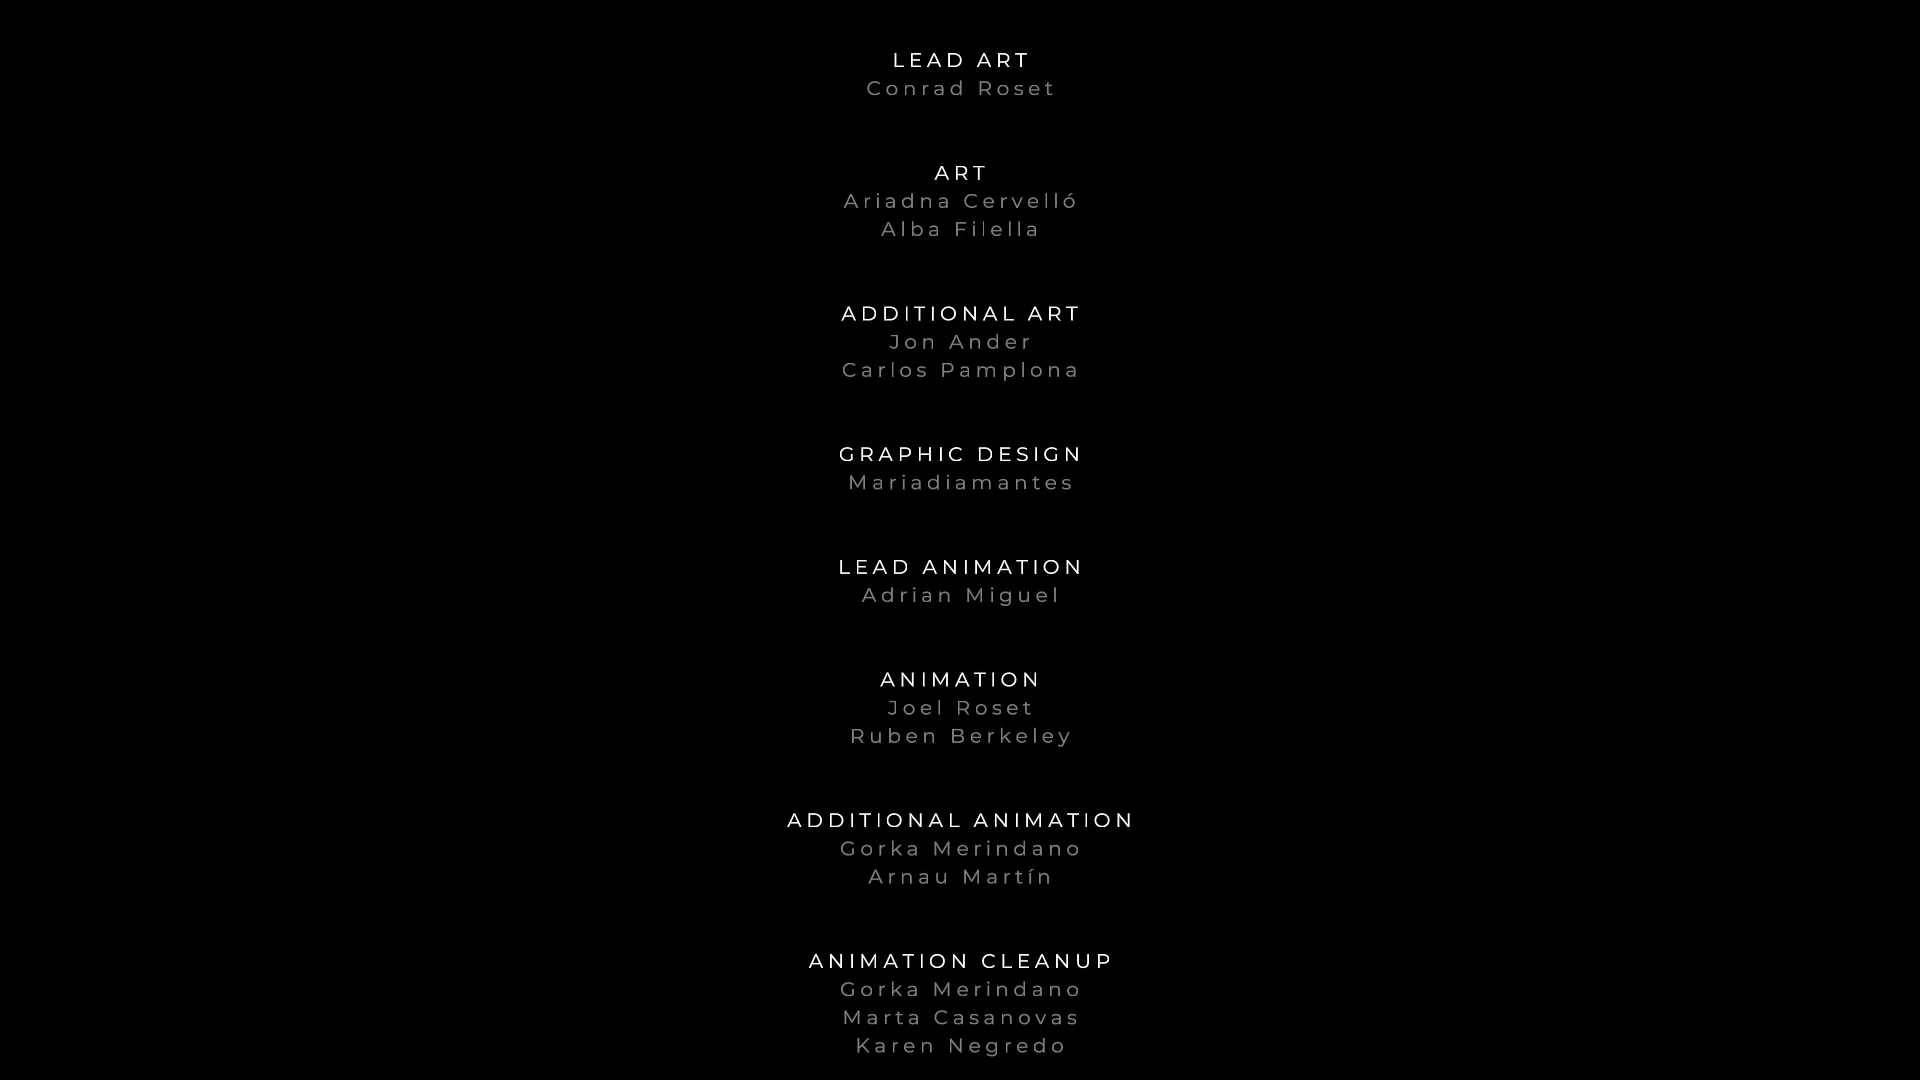 LEAD ART
Conrad Roset
ART
Ariadna Cervelló
Alba Filella
ADDITIONAL ART
Jon Ander
Carlos Pamplona
GRAPHIC DESIGN
Mariadiamantes
LEAD ANIMATION
Adrian Miguel
ANIMATION
Joel Roset
Ruben Berkeley
ADDITIONAL ANIMATION
Gorka Merindano
Arnau Martín
ANIMATION CLEANUP
Gorka Merindano
Marta Casanovas
Karen Negredo